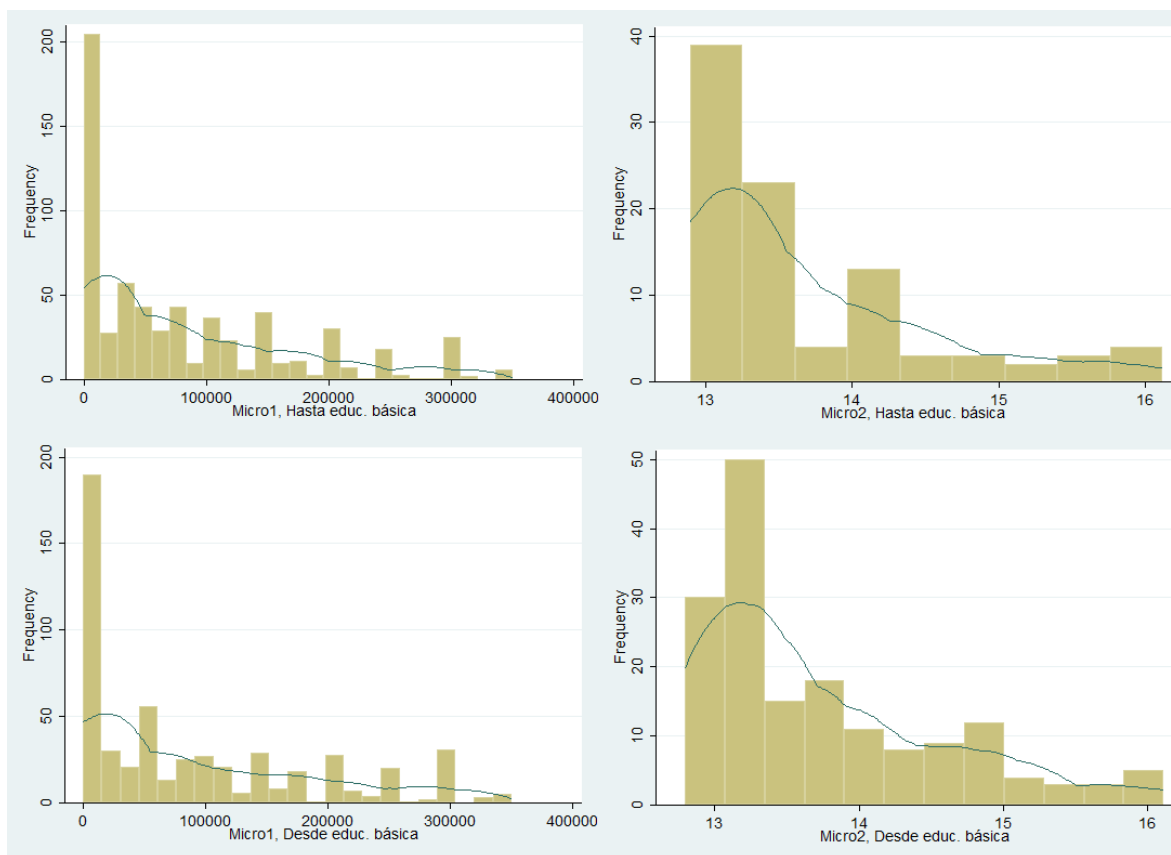 200
150
100
50
0
Frequency
0 100000 200000 300000 400000
Micro1, Hasta educ. básica
40
30
20
10
0
Frequency
13 14 15 16
Micro2, Hasta educ. básica
200
150
100
50
0
Frequency
0 100000 200000 300000 400000
Micro1, Desde educ. básica
50
40
30
20
10
0
Frequency
13 14 15 16
Micro2, Desde educ. básica